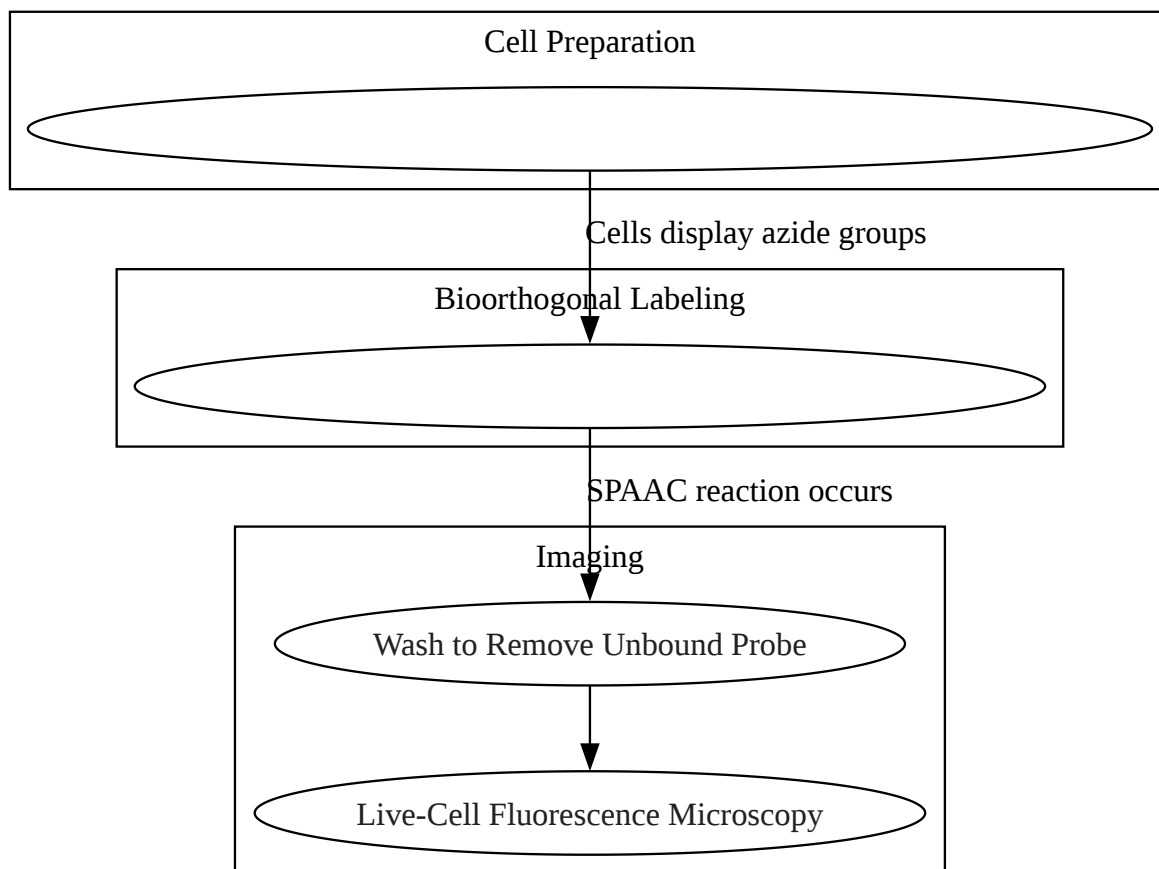 Cell Preparation
Cells display azide groups
Bioorthogonal Labeling
SPAAC reaction occurs
Imaging
Wash to Remove Unbound Probe
Live-Cell Fluorescence Microscopy